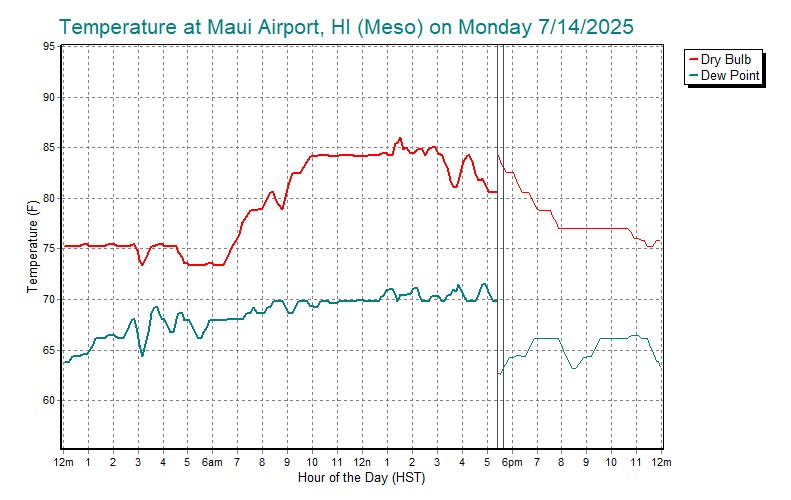 Temperature at Maui Airport, HI (Meso) on Monday 7/14/2025
Dry Bulb
Dew Point
95
90
85
80
75
70
65
60
Temperature (F)
12m 1 2 3 4 5 6am 7 8 9 10 11 12n 1 2 3 4 5 6pm 7 8 9 10 11 12m
Hour of the Day (HST)